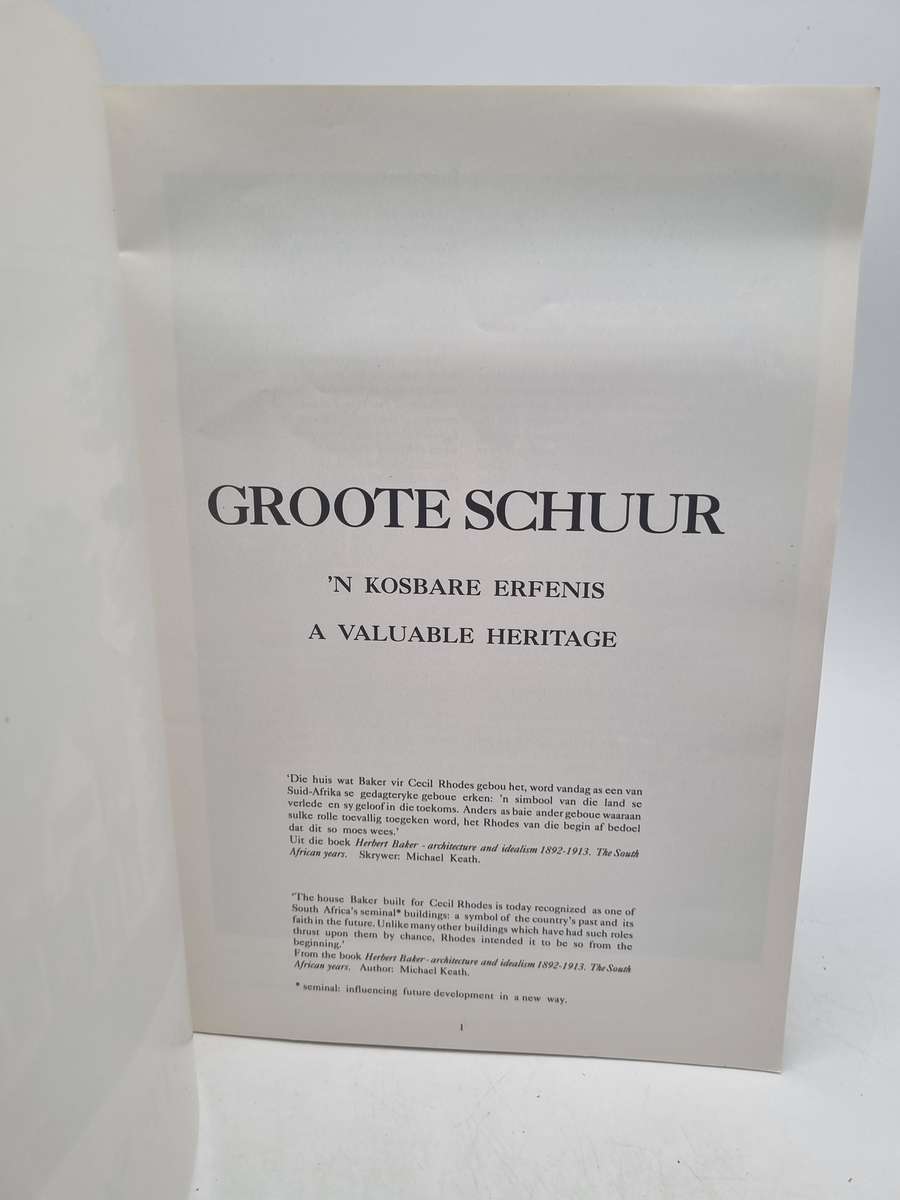 GROOTE SCHUUR
'N KOSBARE ERFENIS
A VALUABLE HERITAGE
'Die huis wat Baker vir Cecil Rhodes gebou het, word vandag as een van
Suid-Afrika se gedagteryke geboue erken: 'n simbool van die land se
verlede en sy geloof in die toekoms. Anders as baie ander geboue waaraan
sulke rolle toevallig toegeken word, het Rhodes van die begin af bedoel
dat dit so moes wees.'
Uit die boek Herbert Baker - architecture and idealism 1892-1913. The South
African years. Skrywer: Michael Keath.
'The house Baker built for Cecil Rhodes is today recognized as one of
South Africa's seminal* buildings: a symbol of the country's past and its
faith in the future. Unlike many other buildings which have had such roles
thrust upon them by chance, Rhodes intended it to be so from the
beginning.'
From the book Herbert Baker - architecture and idealism 1892-1913. The South
African years. Author: Michael Keath.
* seminal: influencing future development in a new way.
1